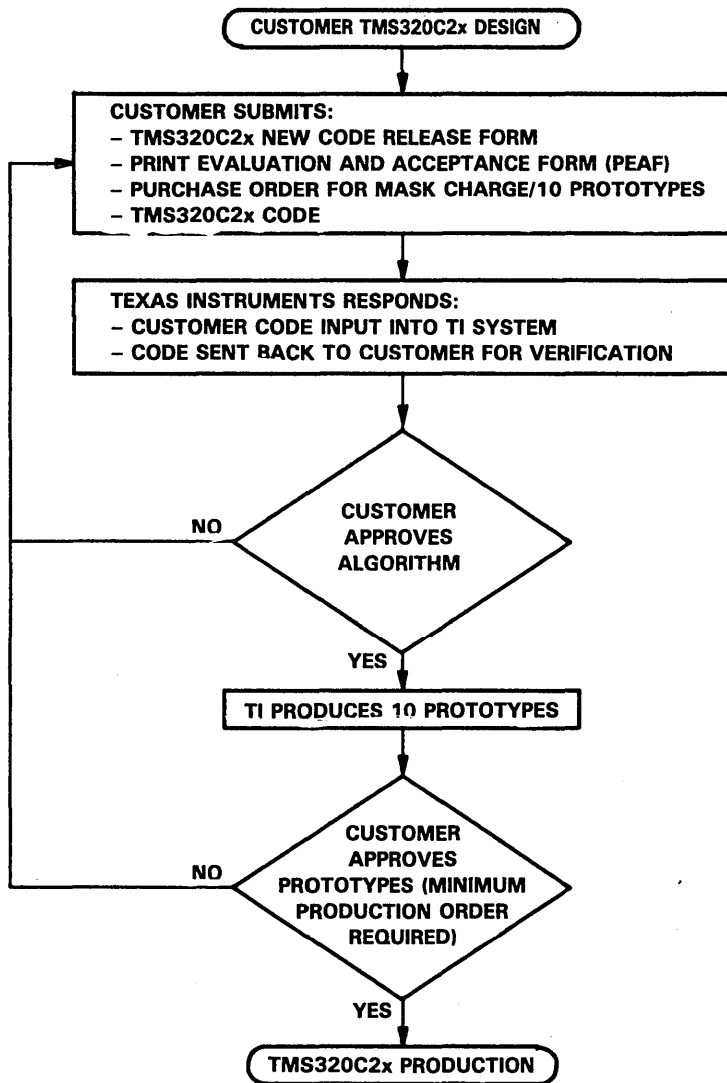 CUSTOMER TMS320C2x DESIGN
CUSTOMER SUBMITS:
– TMS320C2x NEW CODE RELEASE FORM
– PRINT EVALUATION AND ACCEPTANCE FORM (PEAF)
– PURCHASE ORDER FOR MASK CHARGE/10 PROTOTYPES
– TMS320C2x CODE
TEXAS INSTRUMENTS RESPONDS:
– CUSTOMER CODE INPUT INTO TI SYSTEM
– CODE SENT BACK TO CUSTOMER FOR VERIFICATION
NO
CUSTOMER
APPROVES
ALGORITHM
YES
TI PRODUCES 10 PROTOTYPES
NO
CUSTOMER
APPROVES
PROTOTYPES (MINIMUM
PRODUCTION ORDER
REQUIRED)
YES
TMS320C2x PRODUCTION